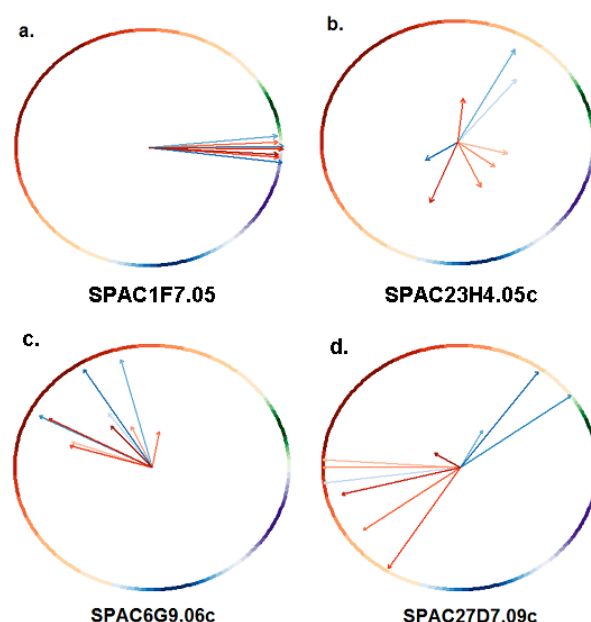 a.
b.
SPAC1F7.05
SPAC23H4.05c
c.
d.
SPAC6G9.06c
SPAC27D7.09c